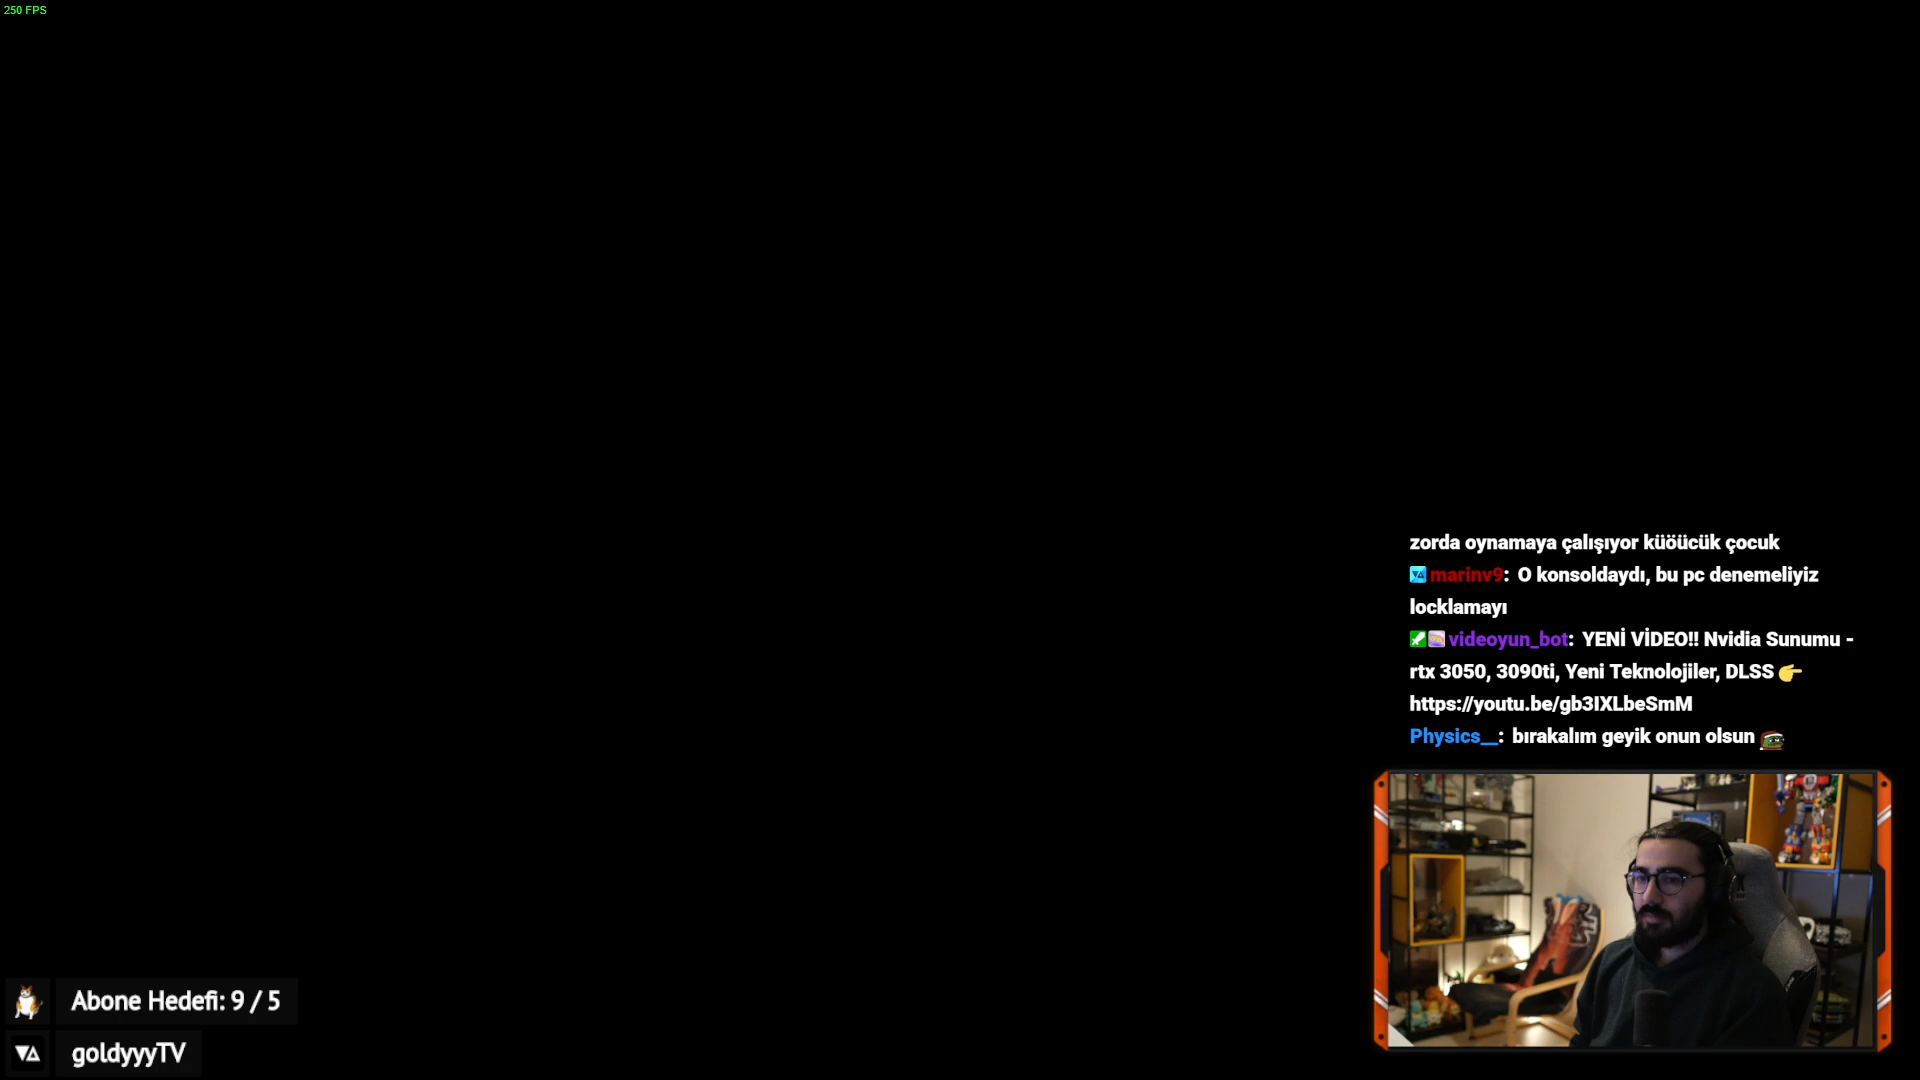 250 FPS
zorda oynamaya çalışıyor küöücük çocuk
marinv9: O konsoldaydı, bu pc denemeliyiz
locklamayı
videoyun_bot: YENİ VİDEO!! Nvidia Sunumu -
rtx 3050, 3090ti, Yeni Teknolojiler, DLSS
https://youtu.be/gb3IXLbeSmM
Physics__: bırakalım geyik onun olsun
Abone Hedefi: 9 / 5
goldyyyTV